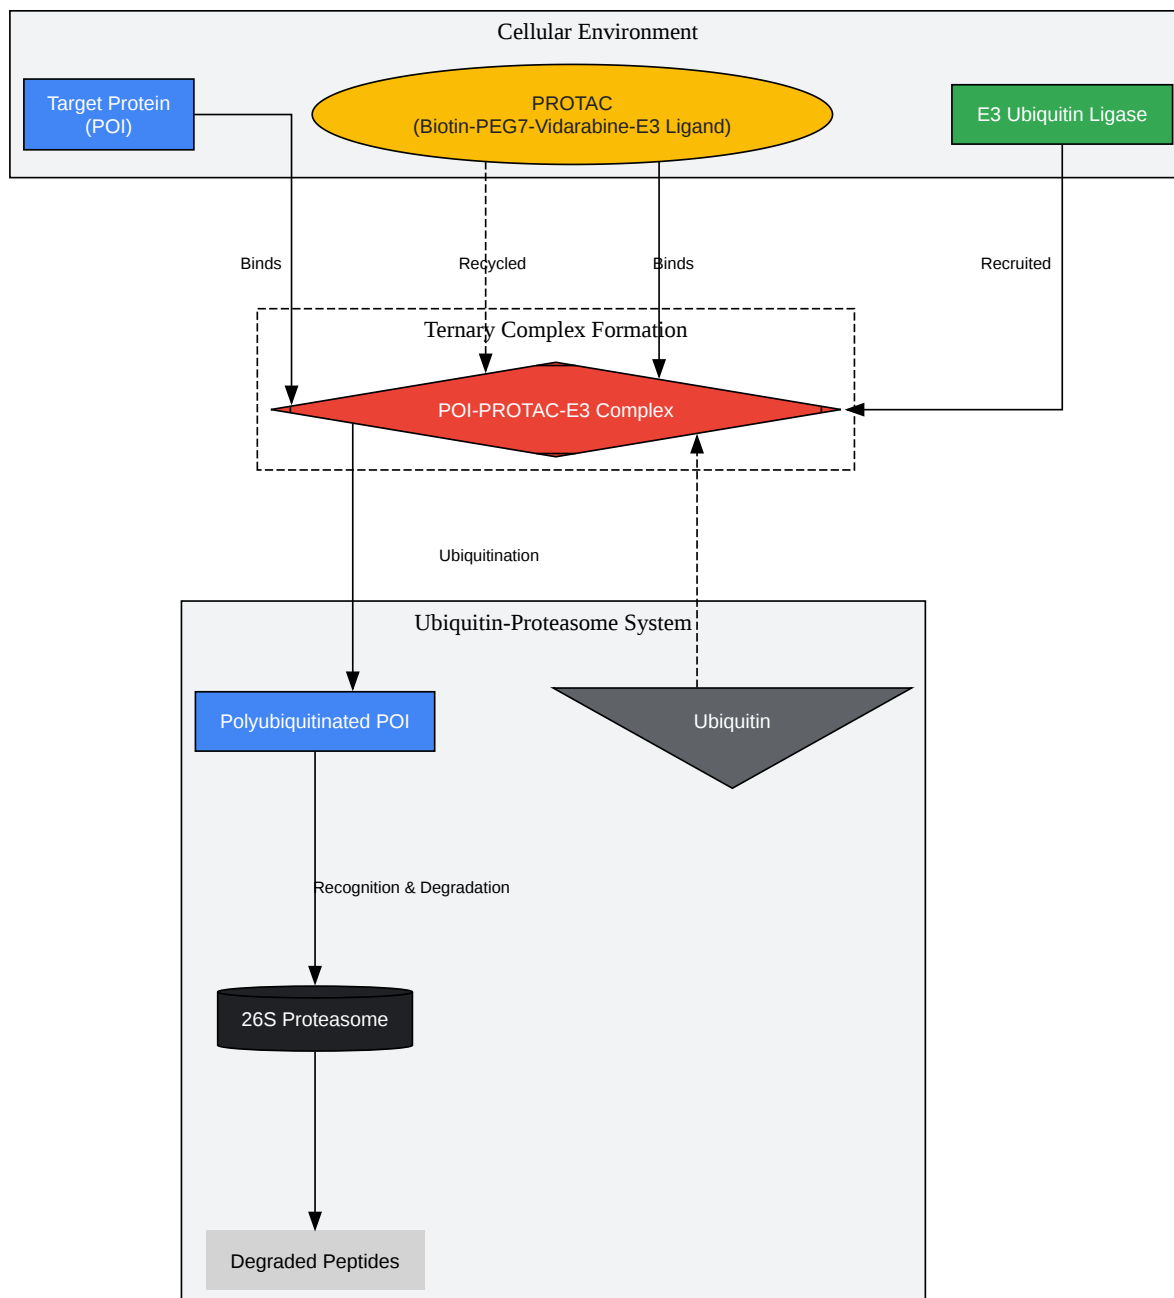 Cellular Environment
Target Protein
(POI)
PROTAC
(Biotin-PEG7-Vidarabine-E3 Ligand)
E3 Ubiquitin Ligase
Binds
Recycled
Binds
Recruited
Ternary Complex Formation
POI-PROTAC-E3 Complex
Ubiquitination
Ubiquitin-Proteasome System
Polyubiquitinated POI
Ubiquitin
Recognition & Degradation
26S Proteasome
Degraded Peptides